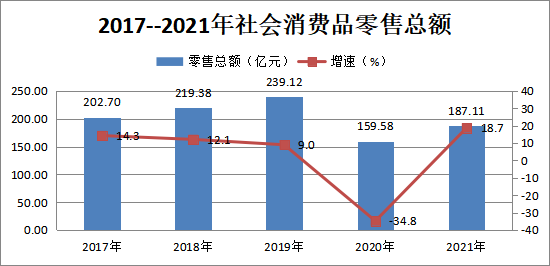 2017--2021年社会消费品零售总额
零售总额（亿元） 增速（%）
250.00 200.00 150.00 100.00 50.00 0.00
202.70 219.38 239.12 159.58 187.11
14.3 12.1 9.0 -34.8 18.7
40 30 20 10 0 -10 -20 -30 -40
2017年 2018年 2019年 2020年 2021年